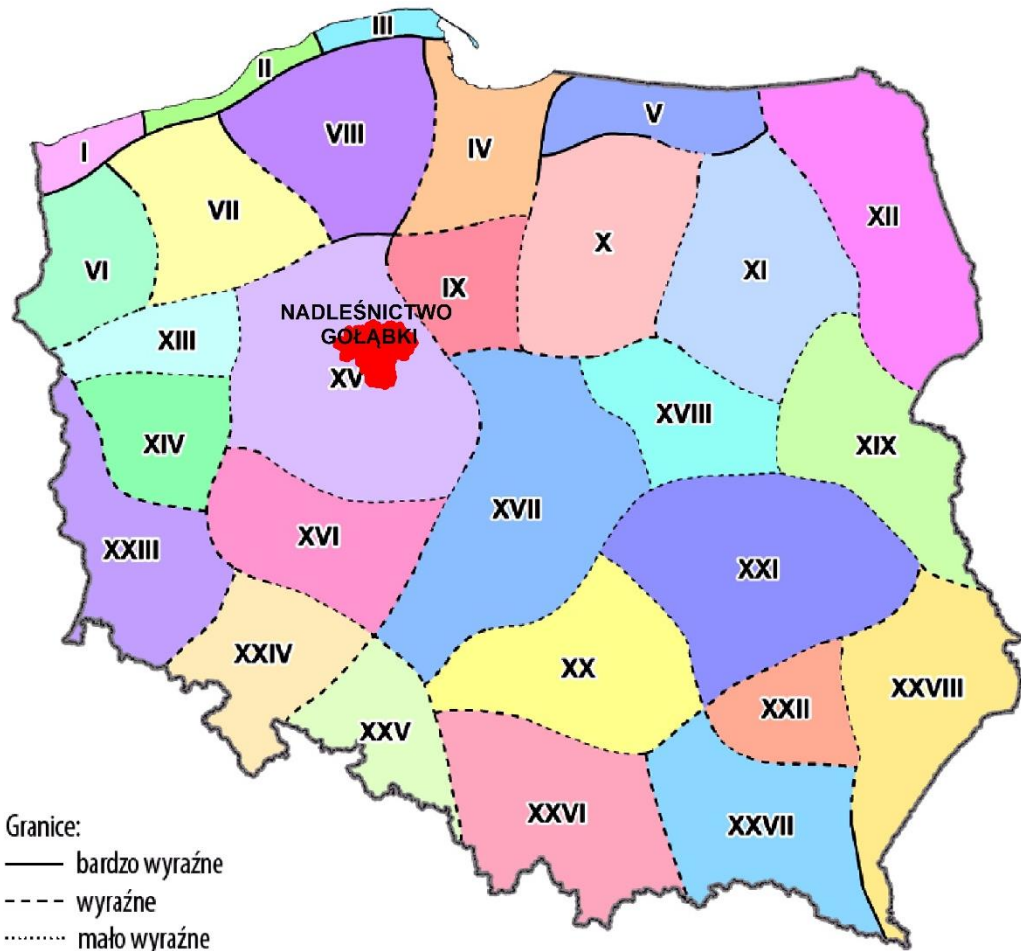 III
II
I
VIII
IV
V
VII
XII
VI
X
XI
IX
NADLEŚNICTWO
GOŁĄBKI
XIII
XV
XVIII
XIV
XIX
XVII
XVI
XXIII
XXI
XXIV
XX
XXVIII
XXII
XXV
XXVI
XXVII
Granice:
bardzo wyraźne
wyraźne
mało wyraźne